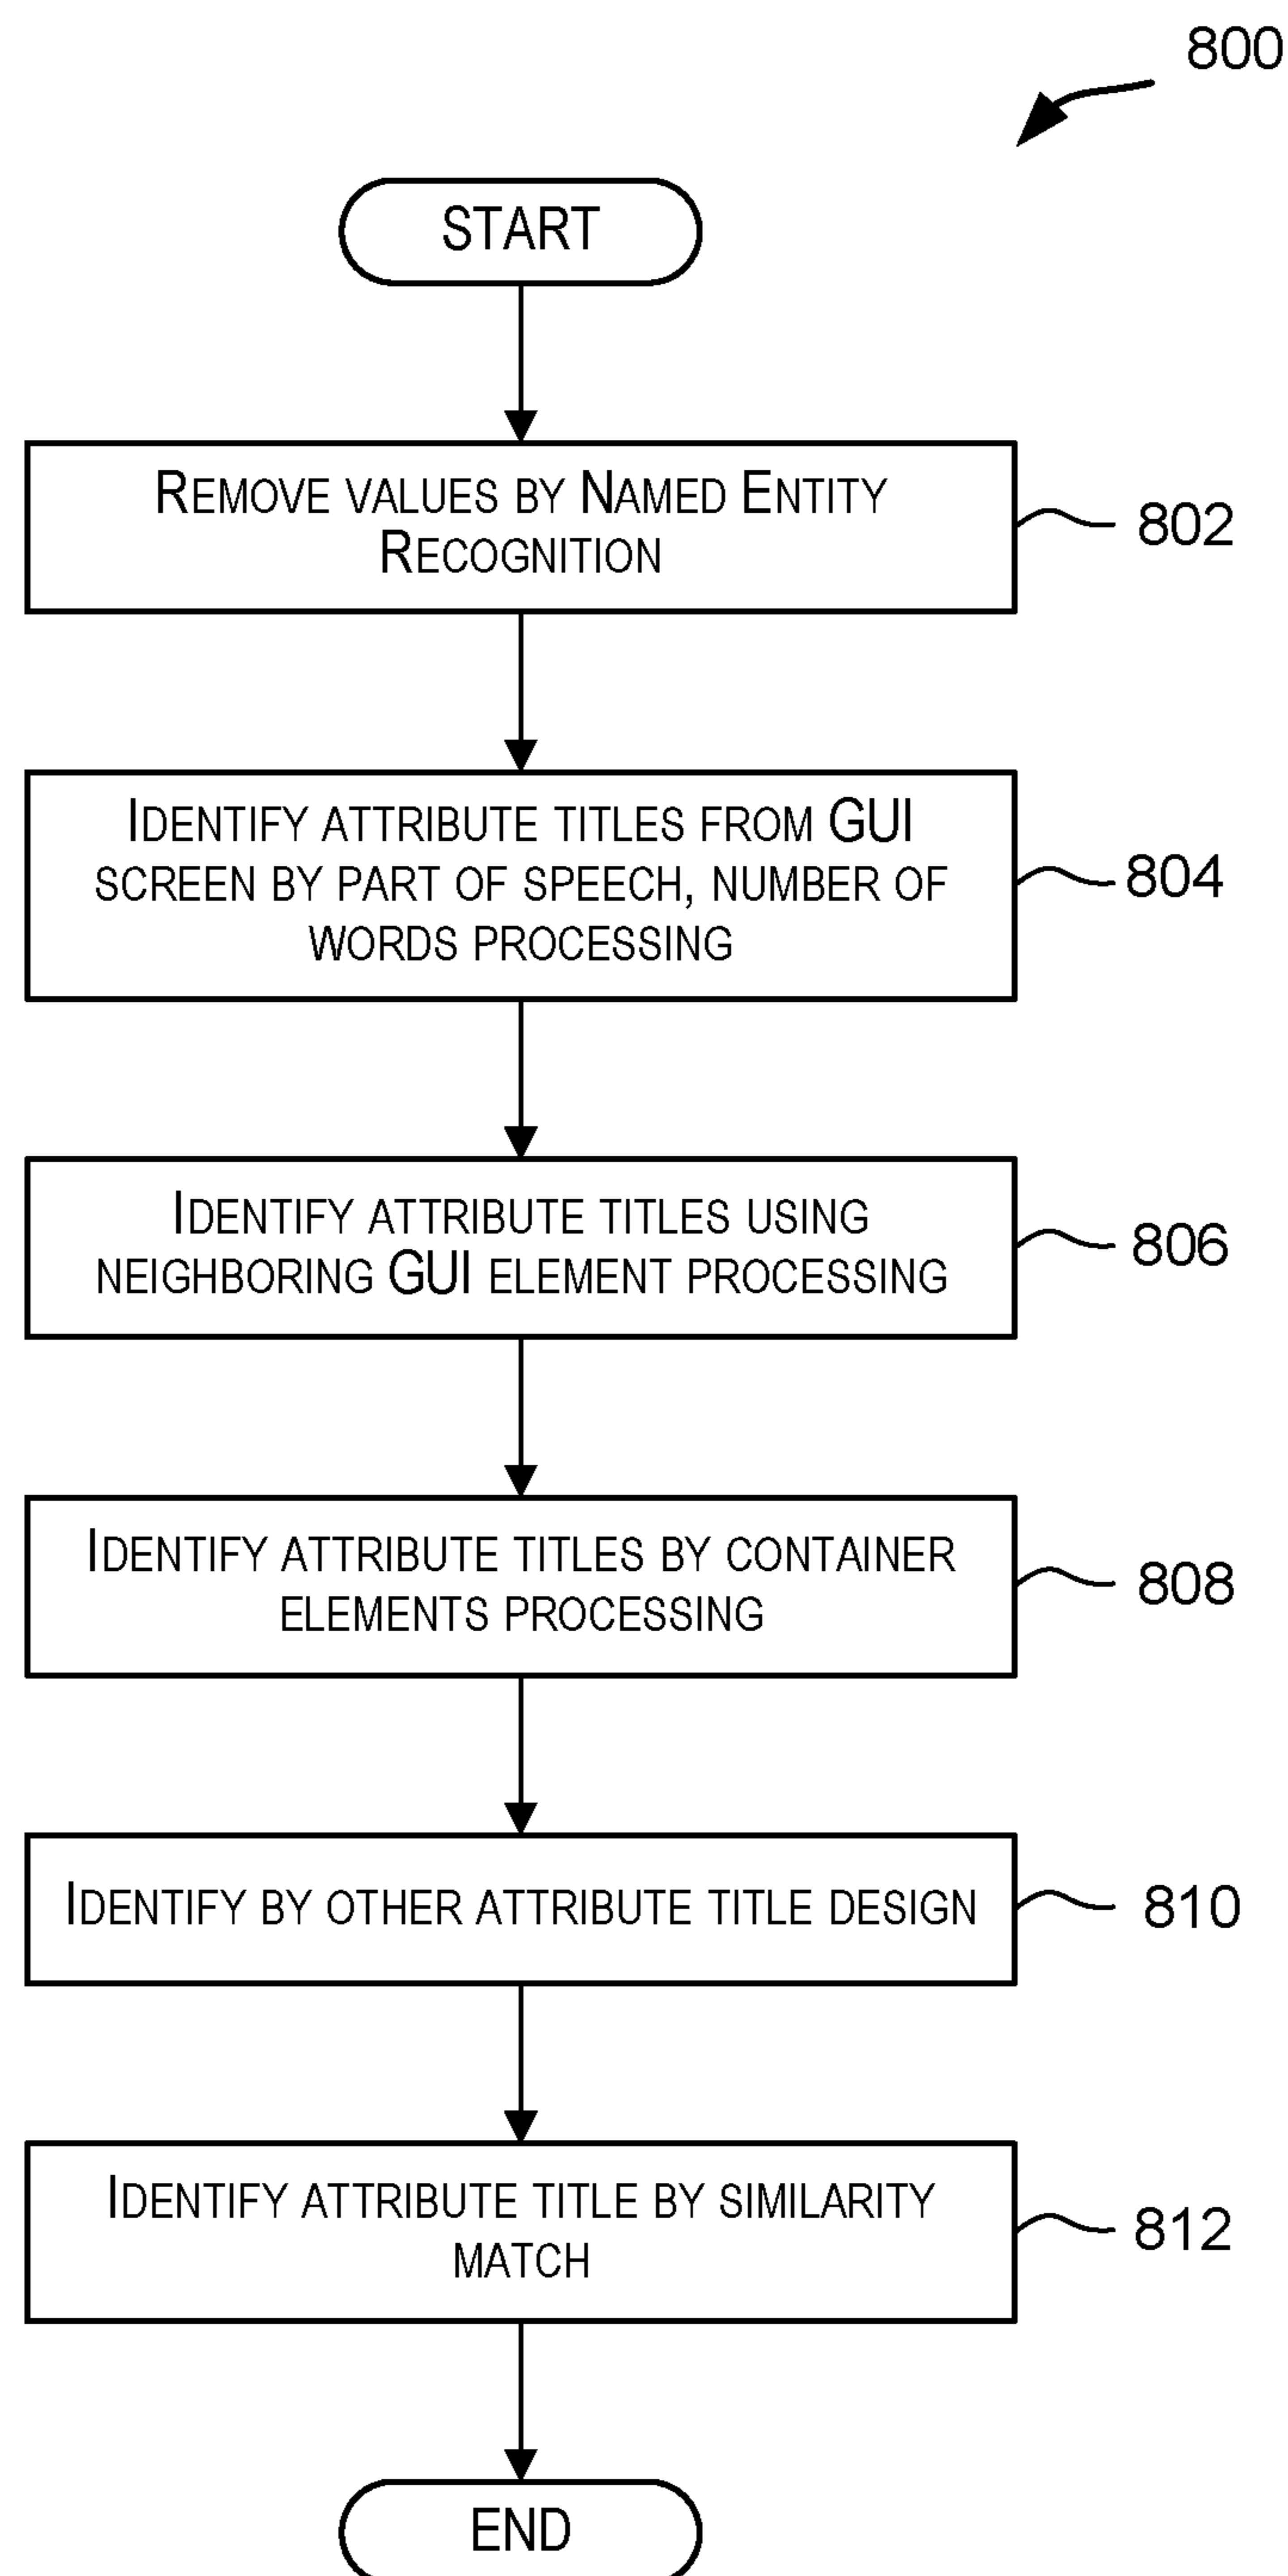 800
START
REMOVE VALUES BY NAMED ENTITY
RECOGNITION
802
IDENTIFY ATTRIBUTE TITLES FROM GUI
SCREEN BY PART OF SPEECH, NUMBER OF
WORDS PROCESSING
804
IDENTIFY ATTRIBUTE TITLES USING
NEIGHBORING GUI ELEMENT PROCESSING
806
IDENTIFY ATTRIBUTE TITLES BY CONTAINER
ELEMENTS PROCESSING
808
IDENTIFY BY OTHER ATTRIBUTE TITLE DESIGN
810
IDENTIFY ATTRIBUTE TITLE BY SIMILARITY
MATCH
812
END